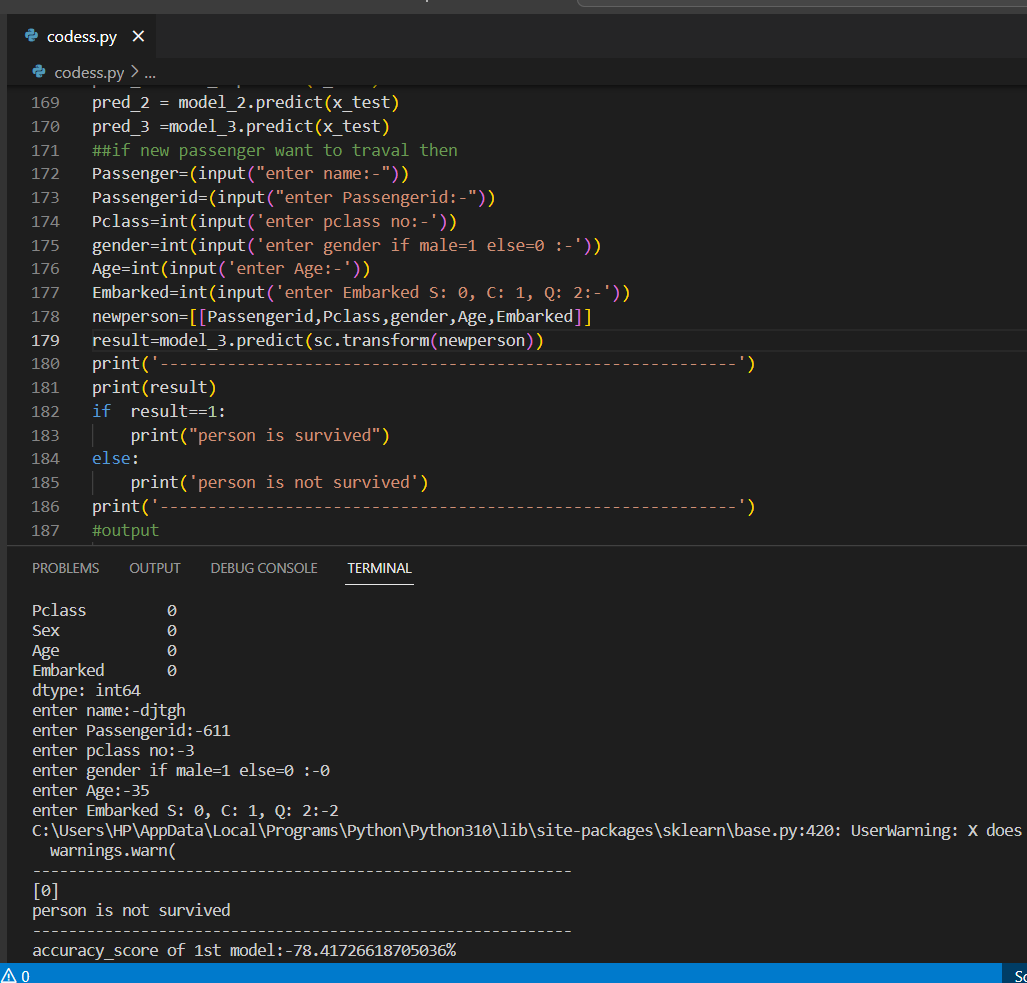 codess.py ×
codess.py > ...
169 pred_2 = model_2.predict(x_test)
170 pred_3 =model_3.predict(x_test)
171 ##if new passenger want to traval then
172 Passenger=(input("enter name:-"))
173 Passengerid=(input("enter Passengerid:-"))
174 Pclass=int(input('enter pclass no:-'))
175 gender=int(input('enter gender if male=1 else=0 :-'))
176 Age=int(input('enter Age:-'))
177 Embarked=int(input('enter Embarked S: 0, C: 1, Q: 2:-'))
178 newperson=[[Passengerid,Pclass,gender,Age,Embarked]]
179 result=model_3.predict(sc.transform(newperson))
180 print('------------------------------------------------------------')
181 print(result)
182 if  result==1:
183     print("person is survived")
184 else:
185     print('person is not survived')
186 print('------------------------------------------------------------')
187 #output
PROBLEMS OUTPUT DEBUG CONSOLE TERMINAL
Pclass         0
Sex            0
Age            0
Embarked       0
dtype: int64
enter name:-djtgh
enter Passengerid:-611
enter pclass no:-3
enter gender if male=1 else=0 :-0
enter Age:-35
enter Embarked S: 0, C: 1, Q: 2:-2
C:\Users\HP\AppData\Local\Programs\Python\Python310\lib\site-packages\sklearn\base.py:420: UserWarning: X does
  warnings.warn(
------------------------------------------------------------
[0]
person is not survived
------------------------------------------------------------
accuracy_score of 1st model:-78.41726618705036%
0